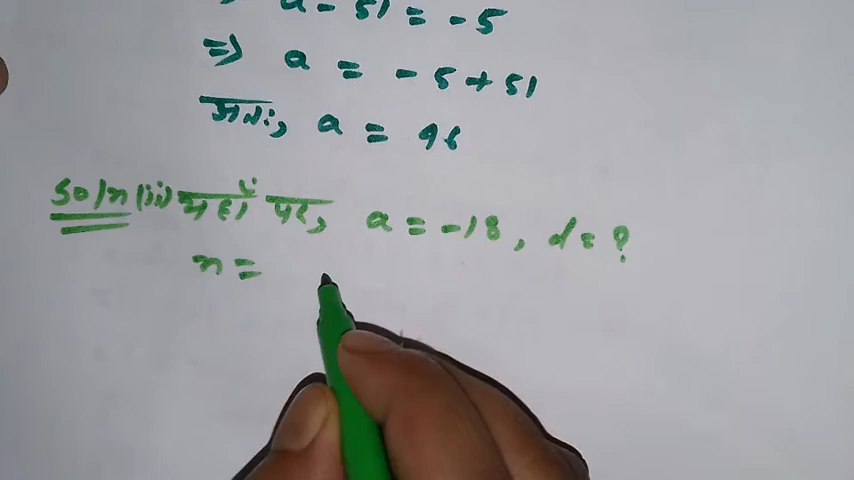 a - 51 = - 5
=> a = - 5 + 51
अतः, a = 46
Soln (ii) यहाँ पर, a = -18, d = ?
n =